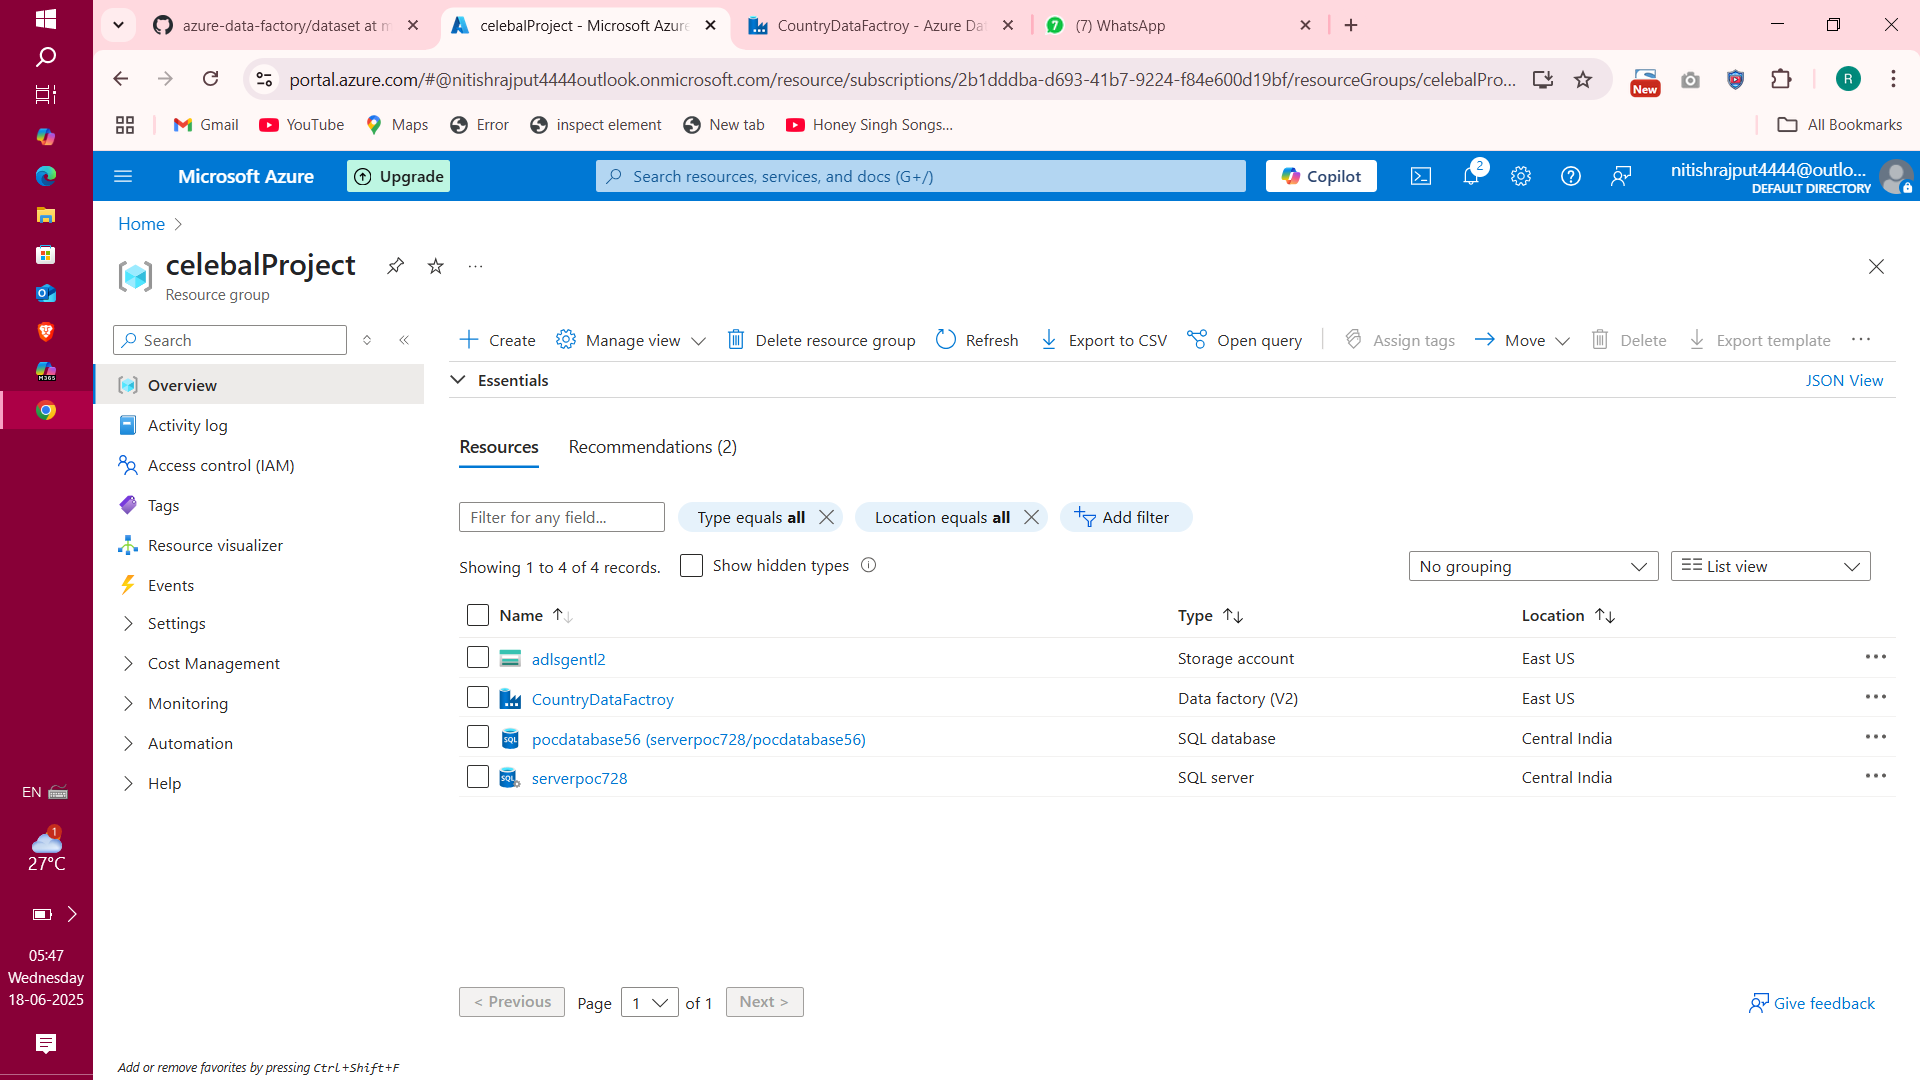 azure-data-factory/dataset at m
celebalProject - Microsoft Azure
CountryDataFactroy - Azure Dat
(7) WhatsApp
portal.azure.com/#@nitishrajput4444outlook.onmicrosoft.com/resource/subscriptions/2b1dddba-d693-41b7-9224-f84e600d19bf/resourceGroups/celebalPro...
New
R
Gmail
YouTube
Maps
Error
inspect element
New tab
Honey Singh Songs...
All Bookmarks
Microsoft Azure
Upgrade
Search resources, services, and docs (G+/)
Copilot
2
nitishrajput4444@outlo...
DEFAULT DIRECTORY
Home
celebalProject
Resource group
Search
Create
Manage view
Delete resource group
Refresh
Export to CSV
Open query
Assign tags
Move
Delete
Export template
Overview
Activity log
Access control (IAM)
Tags
Resource visualizer
Events
Settings
Cost Management
Monitoring
Automation
Help
Essentials
JSON View
Resources
Recommendations (2)
Filter for any field...
Type equals all
Location equals all
Add filter
Showing 1 to 4 of 4 records.
Show hidden types
No grouping
List view
Name
Type
Location
adlsgentl2
Storage account
East US
CountryDataFactroy
Data factory (V2)
East US
SQL
pocdatabase56 (serverpoc728/pocdatabase56)
SQL database
Central India
SQL
serverpoc728
SQL server
Central India
< Previous
Page
1
of 1
Next >
Give feedback
Add or remove favorites by pressing Ctrl+Shift+F
M365
EN
1
27°C
05:47
Wednesday
18-06-2025